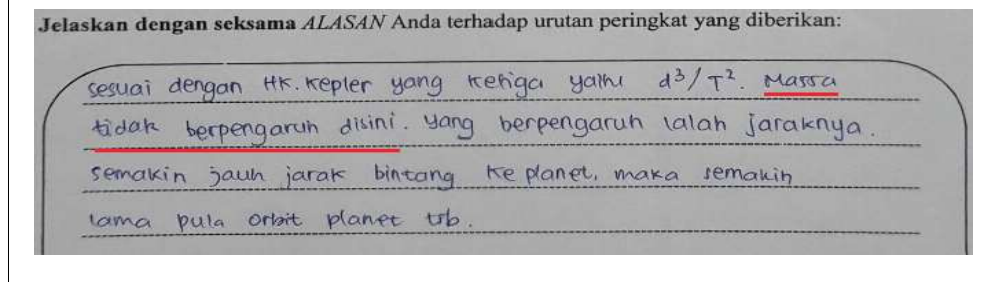 Jelaskan dengan seksama ALASAN Anda terhadap urutan peringkat yang diberikan:
sesuai dengan HK. Kepler yang ketiga yaitu d³/T². Massa
tidak berpengaruh disini. Yang berpengaruh ialah jaraknya.
semakin jauh jarak bintang ke planet, maka semakin
lama pula orbit planet tsb.